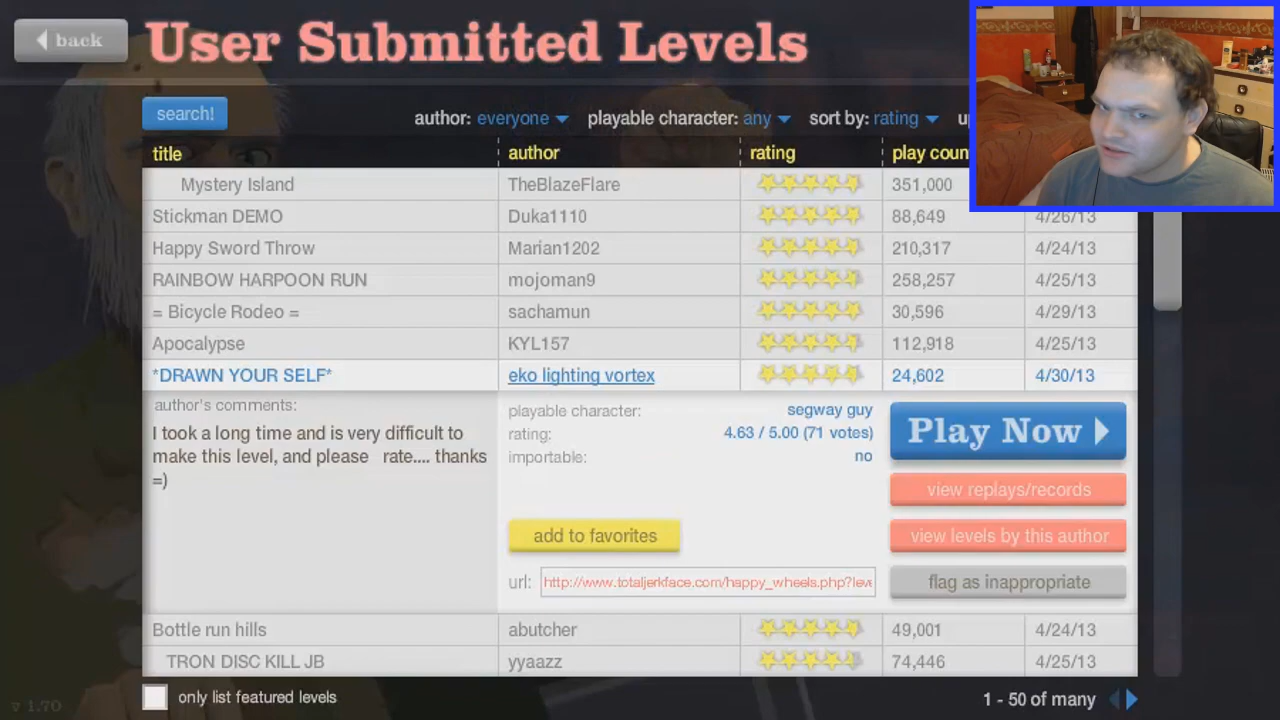 back
User Submitted Levels
search!
author: everyone playable character: any sort by: rating up
title author rating play coun
Mystery Island TheBlazeFlare 351,000
Stickman DEMO Duka1110 88,649 4/26/13
Happy Sword Throw Marian1202 210,317 4/24/13
RAINBOW HARPOON RUN mojoman9 258,257 4/25/13
= Bicycle Rodeo = sachamun 30,596 4/29/13
Apocalypse KYL157 112,918 4/25/13
*DRAWN YOUR SELF* eko lighting vortex 24,602 4/30/13
author's comments:
I took a long time and is very difficult to
make this level, and please rate.... thanks
=)
playable character: segway guy
rating: 4.63 / 5.00 (71 votes)
importable: no
add to favorites
url: http://www.totaljerkface.com/happy_wheels.php?leve
Play Now
view replays/records
view levels by this author
flag as inappropriate
Bottle run hills abutcher 49,001 4/24/13
TRON DISC KILL JB yyaazz 74,446 4/25/13
only list featured levels
1 - 50 of many
v 1.70